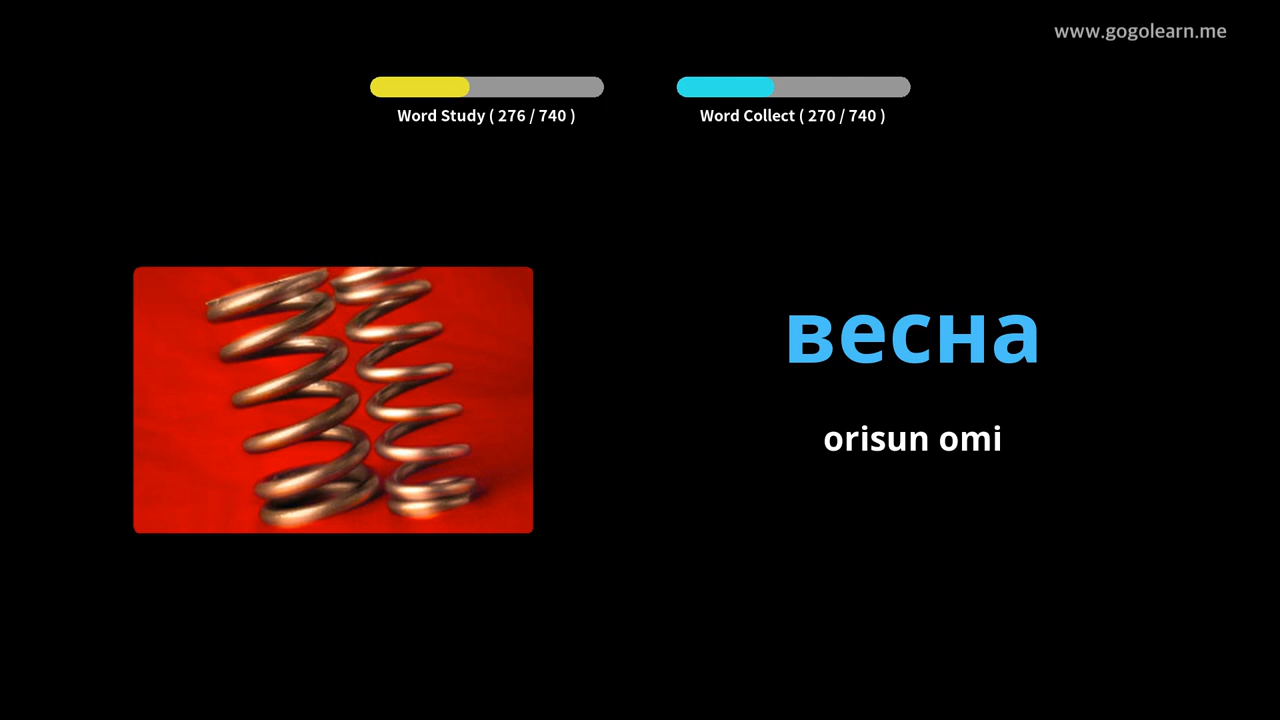 www.gogolearn.me
Word Study ( 276 / 740 )
Word Collect ( 270 / 740 )
весна
orisun omi